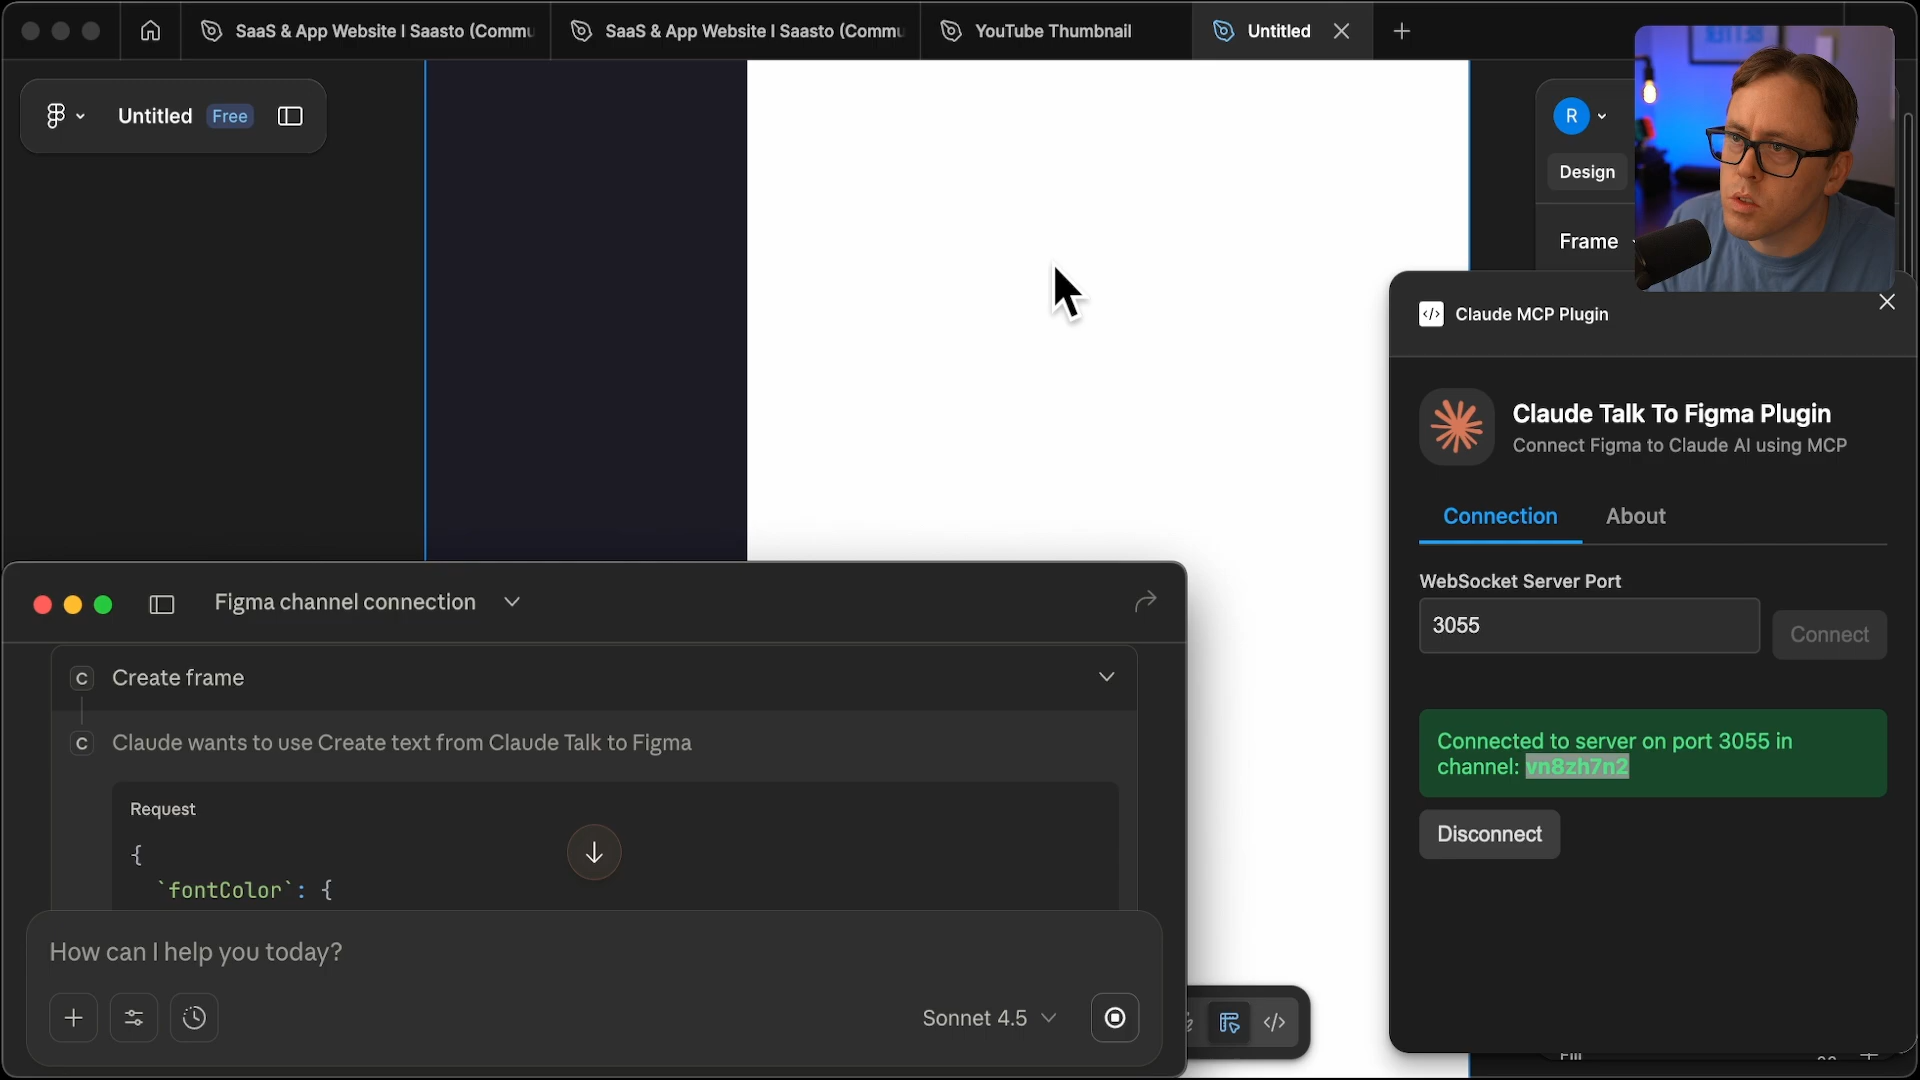 SaaS & App Website | Saasto (Commu
SaaS & App Website | Saasto (Commu
YouTube Thumbnail
Untitled
Untitled
Free
R
Design
Frame
Claude MCP Plugin
Claude Talk To Figma Plugin
Connect Figma to Claude AI using MCP
Connection
About
WebSocket Server Port
3055
Connect
Connected to server on port 3055 in
channel: vn8zh7n2
Disconnect
Figma channel connection
C Create frame
C Claude wants to use Create text from Claude Talk to Figma
Request
{
`fontColor`: {
How can I help you today?
Sonnet 4.5
Fill